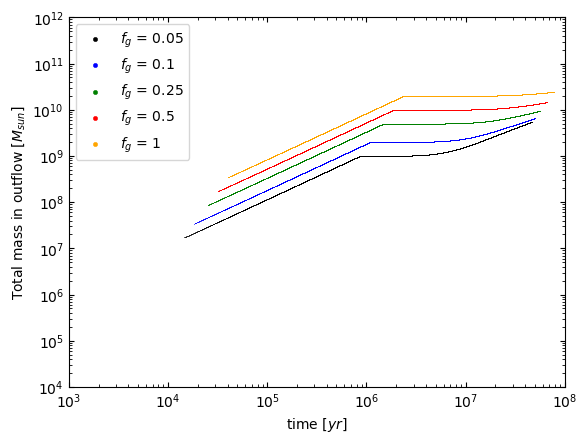 10^12
10^11
10^10
10^9
10^8
10^7
10^6
10^5
10^4
Total mass in outflow [M_sun]
f_g = 0.05
f_g = 0.1
f_g = 0.25
f_g = 0.5
f_g = 1
10^3 10^4 10^5 10^6 10^7 10^8
time [yr]